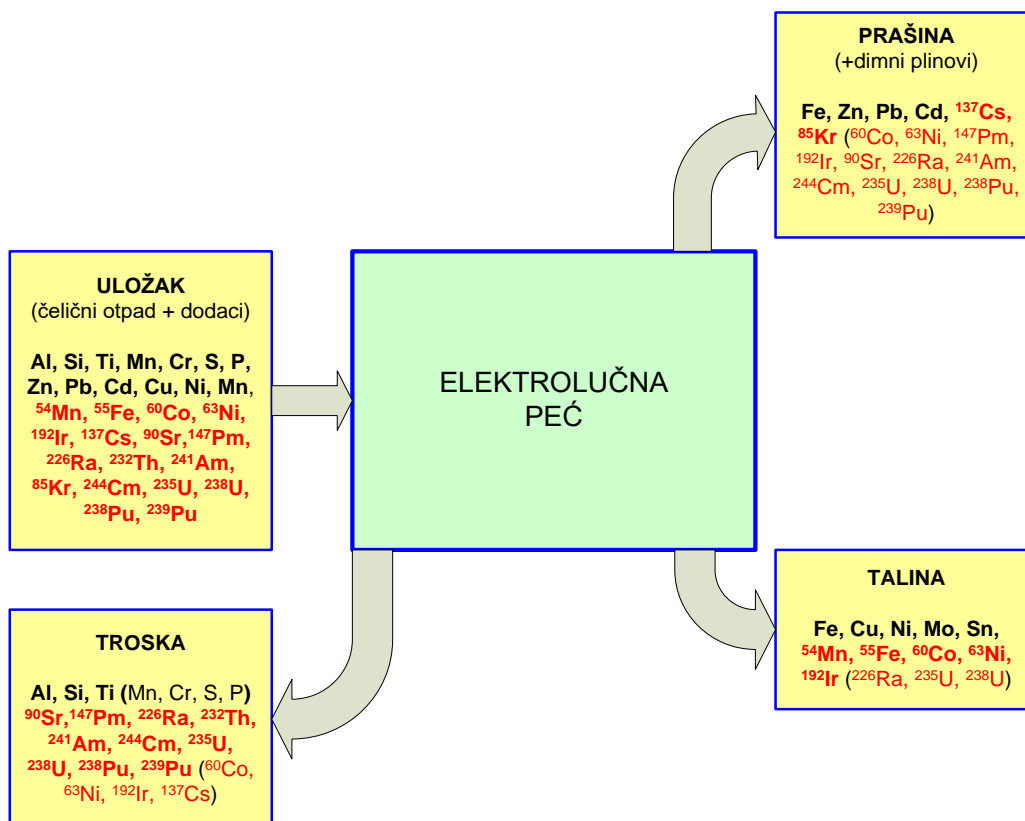 PRAŠINA
(+dimni plinovi)
Fe, Zn, Pb, Cd, ¹³⁷Cs,
⁸⁵Kr (⁶⁰Co, ⁶³Ni, ¹⁴⁷Pm,
¹⁹²Ir, ⁹⁰Sr, ²²⁶Ra, ²⁴¹Am,
²⁴⁴Cm, ²³⁵U, ²³⁸U, ²³⁸Pu,
²³⁹Pu)
ULOŽAK
(čelični otpad + dodaci)
Al, Si, Ti, Mn, Cr, S, P,
Zn, Pb, Cd, Cu, Ni, Mn,
⁵⁴Mn, ⁵⁵Fe, ⁶⁰Co, ⁶³Ni,
¹⁹²Ir, ¹³⁷Cs, ⁹⁰Sr,¹⁴⁷Pm,
²²⁶Ra, ²³²Th, ²⁴¹Am,
⁸⁵Kr, ²⁴⁴Cm, ²³⁵U, ²³⁸U,
²³⁸Pu, ²³⁹Pu
ELEKTROLUČNA
PEĆ
TROSKA
Al, Si, Ti (Mn, Cr, S, P)
⁹⁰Sr,¹⁴⁷Pm, ²²⁶Ra, ²³²Th,
²⁴¹Am, ²⁴⁴Cm, ²³⁵U,
²³⁸U, ²³⁸Pu, ²³⁹Pu (⁶⁰Co,
⁶³Ni, ¹⁹²Ir, ¹³⁷Cs)
TALINA
Fe, Cu, Ni, Mo, Sn,
⁵⁴Mn, ⁵⁵Fe, ⁶⁰Co, ⁶³Ni,
¹⁹²Ir (²²⁶Ra, ²³⁵U, ²³⁸U)